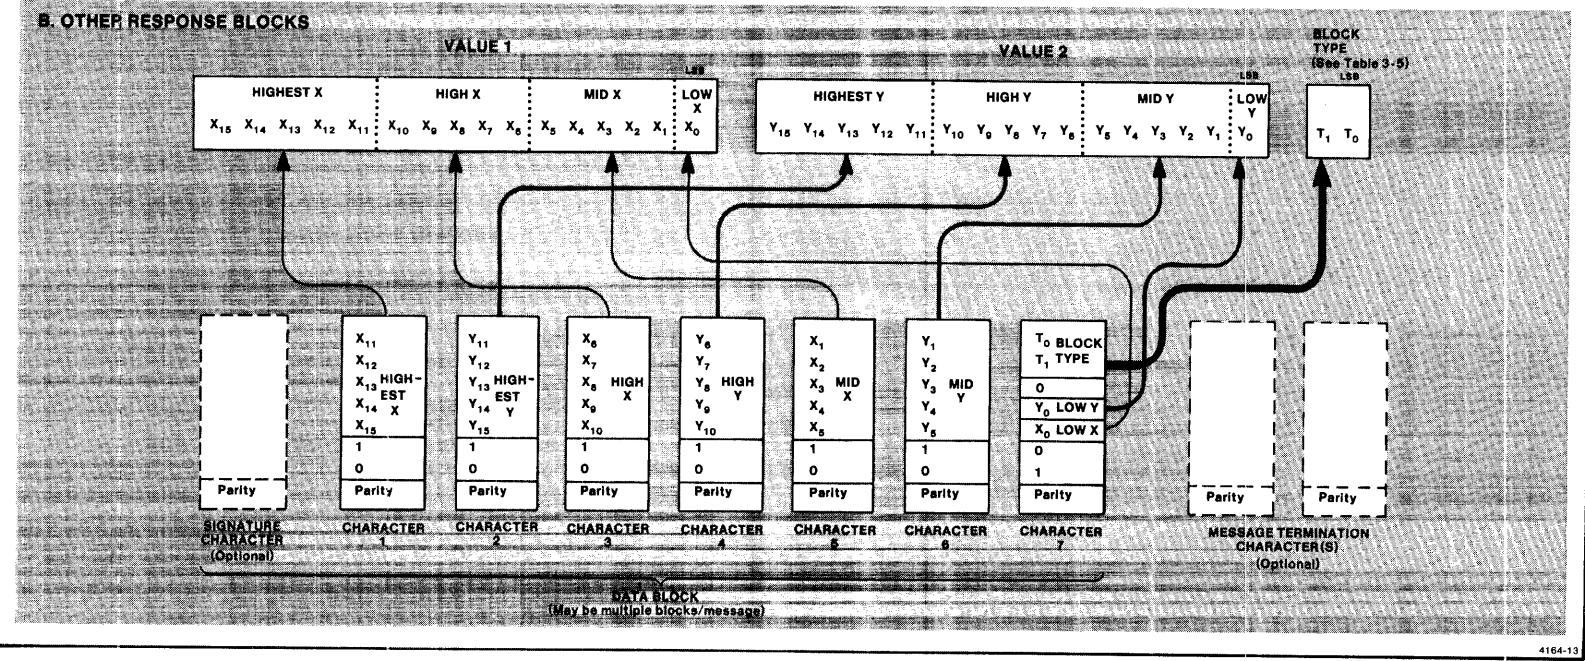 B. OTHER RESPONSE BLOCKS
VALUE 1
VALUE 2
BLOCK
TYPE
(See Table 3-5)
LSB
LSB
LSB
HIGHEST X
HIGH X
MID X
LOW
X
X15 X14 X13 X12 X11
X10 X9 X8 X7 X6
X5 X4 X3 X2 X1
X0
HIGHEST Y
HIGH Y
MID Y
LOW
Y
Y15 Y14 Y13 Y12 Y11
Y10 Y9 Y8 Y7 Y6
Y5 Y4 Y3 Y2 Y1
Y0
T1 T0
Parity
SIGNATURE
CHARACTER
(Optional)
X11
X12
X13 HIGH-
EST
X14 X
X15
1
0
Parity
CHARACTER
1
Y11
Y12
Y13 HIGH-
EST
Y14 Y
Y15
1
0
Parity
CHARACTER
2
X6
X7
X8 HIGH
X
X9
X10
1
0
Parity
CHARACTER
3
Y6
Y7
Y8 HIGH
Y
Y9
Y10
1
0
Parity
CHARACTER
4
X1
X2
X3 MID
X
X4
X5
1
0
Parity
CHARACTER
5
Y1
Y2
Y3 MID
Y
Y4
Y5
1
0
Parity
CHARACTER
6
T0 BLOCK
T1 TYPE
0
Y0 LOW Y
X0 LOW X
0
1
Parity
CHARACTER
7
Parity
Parity
MESSAGE TERMINATION
CHARACTER(S)
(Optional)
DATA BLOCK
(May be multiple blocks/message)
4164-13